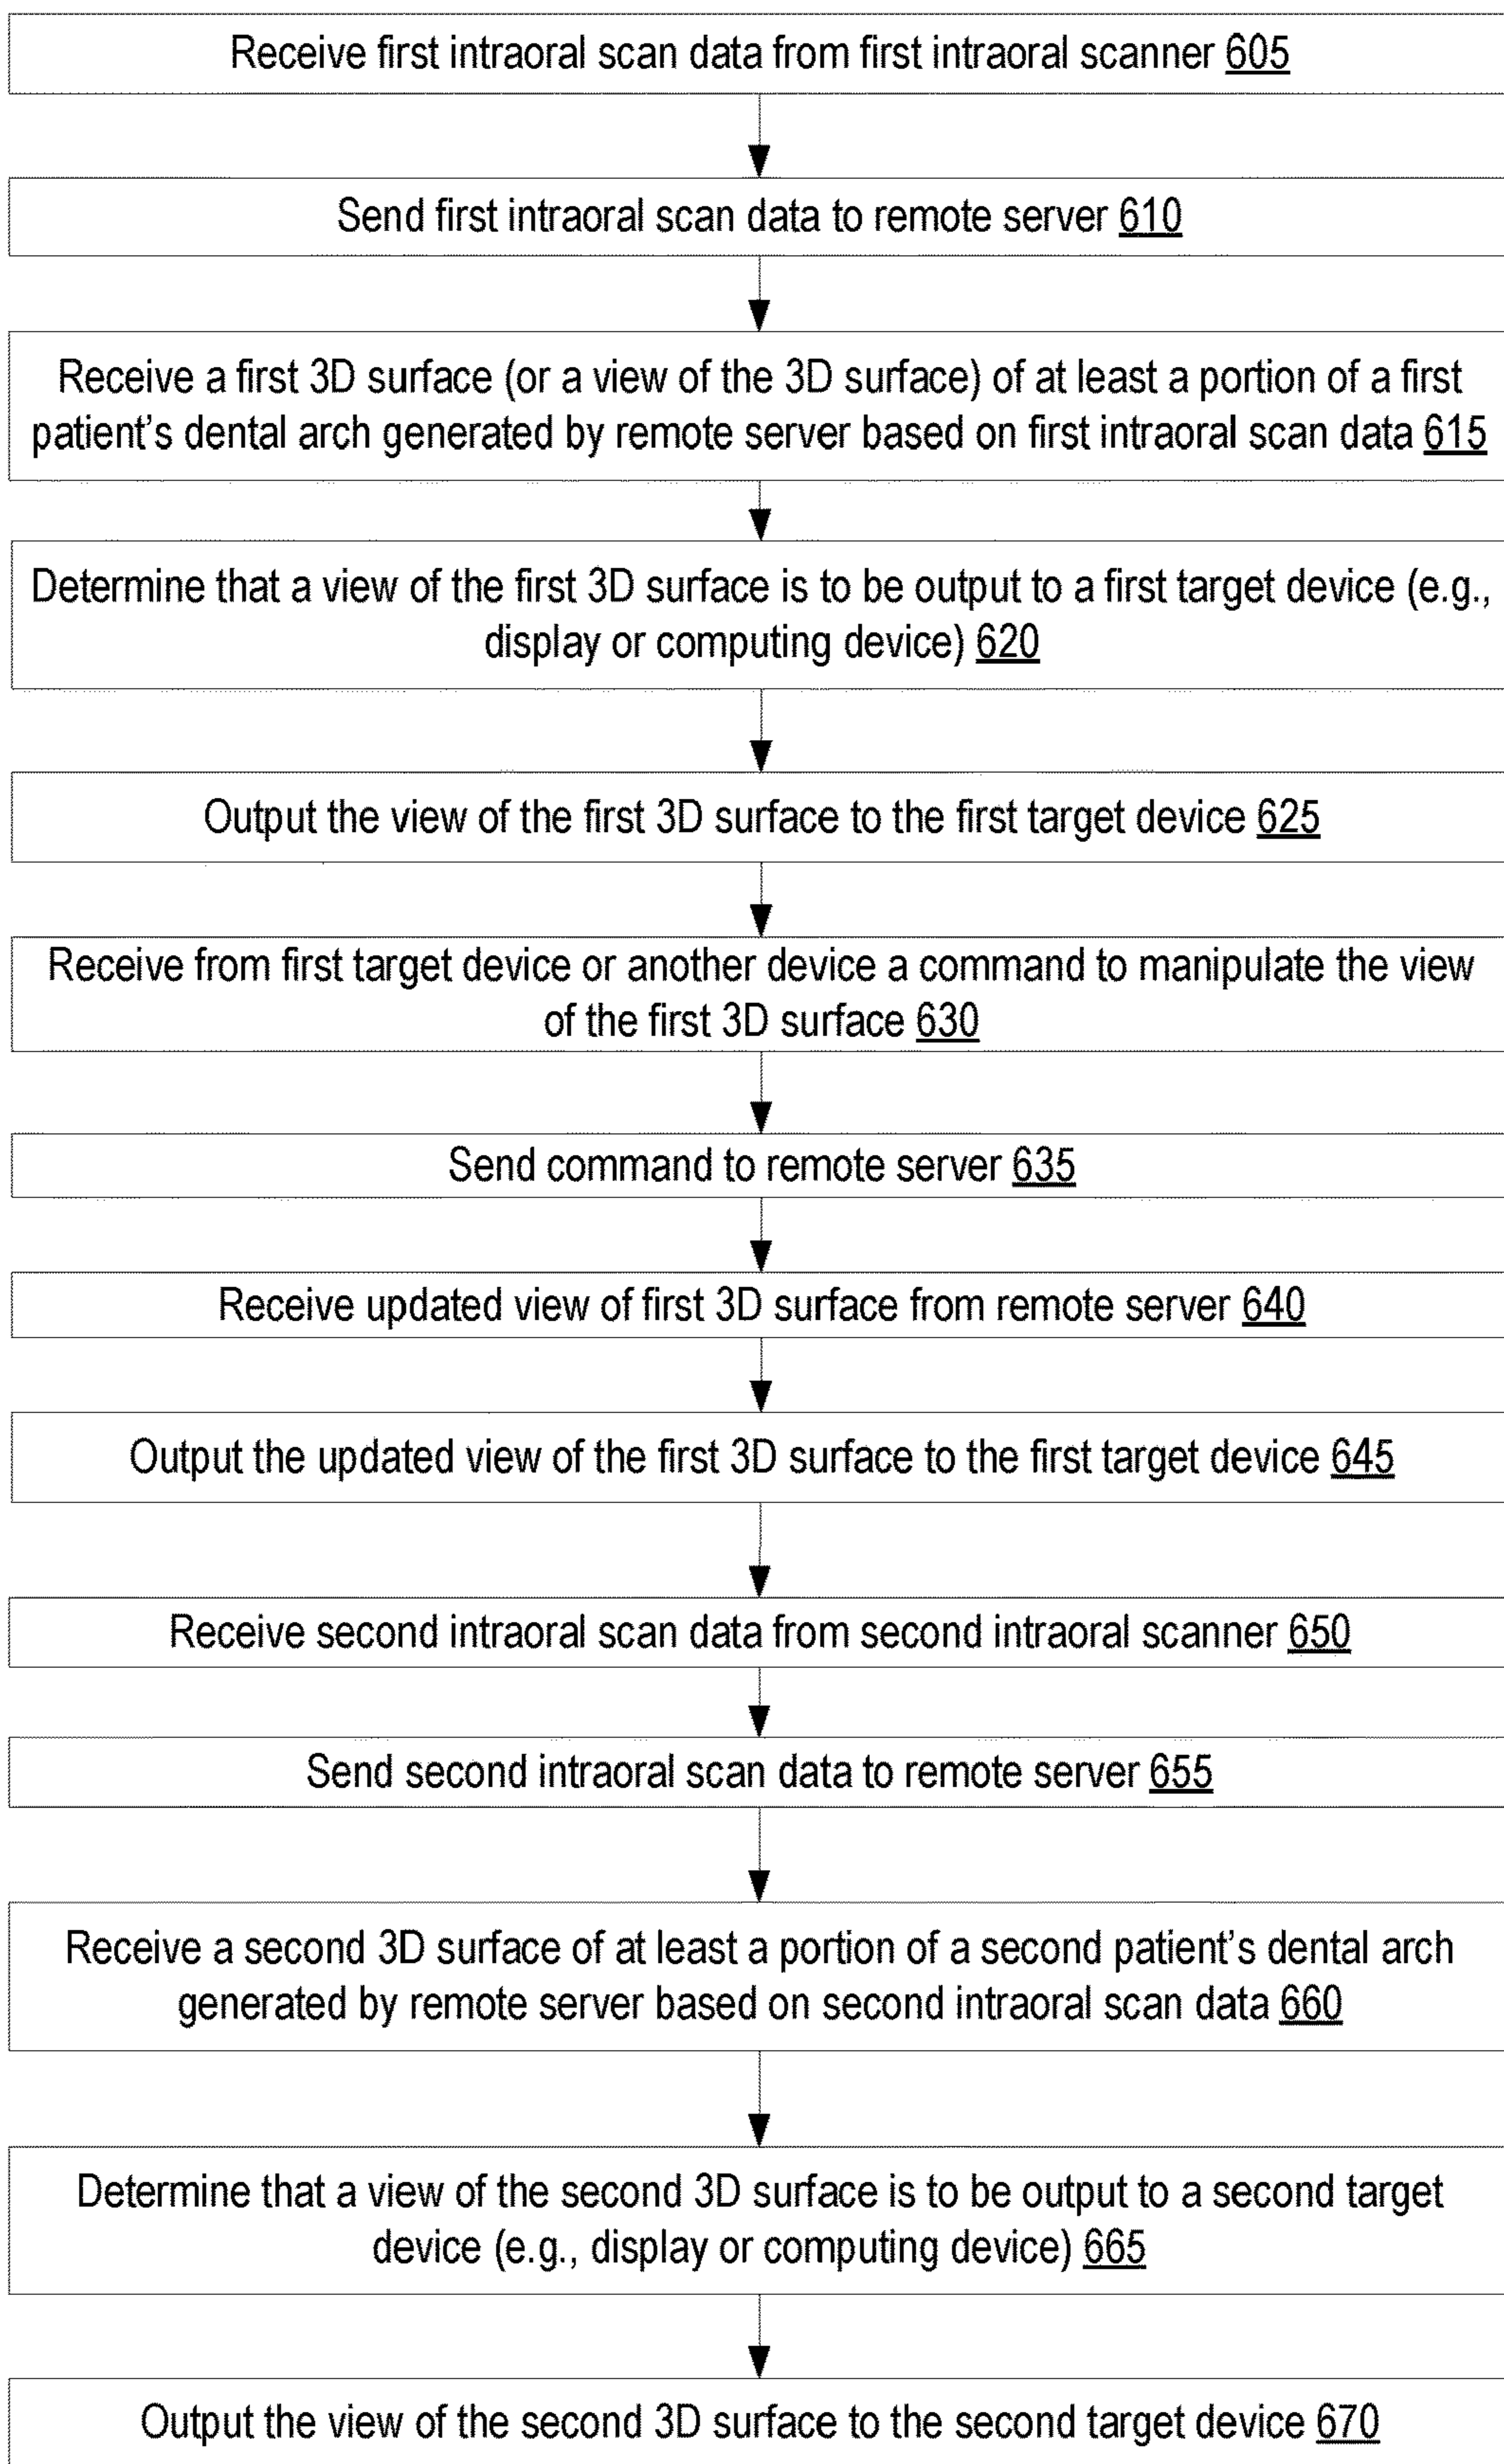 Receive first intraoral scan data from first intraoral scanner 605
Send first intraoral scan data to remote server 610
Receive a first 3D surface (or a view of the 3D surface) of at least a portion of a first
patient's dental arch generated by remote server based on first intraoral scan data 615
Determine that a view of the first 3D surface is to be output to a first target device (e.g.,
display or computing device) 620
Output the view of the first 3D surface to the first target device 625
Receive from first target device or another device a command to manipulate the view
of the first 3D surface 630
Send command to remote server 635
Receive updated view of first 3D surface from remote server 640
Output the updated view of the first 3D surface to the first target device 645
Receive second intraoral scan data from second intraoral scanner 650
Send second intraoral scan data to remote server 655
Receive a second 3D surface of at least a portion of a second patient's dental arch
generated by remote server based on second intraoral scan data 660
Determine that a view of the second 3D surface is to be output to a second target
device (e.g., display or computing device) 665
Output the view of the second 3D surface to the second target device 670